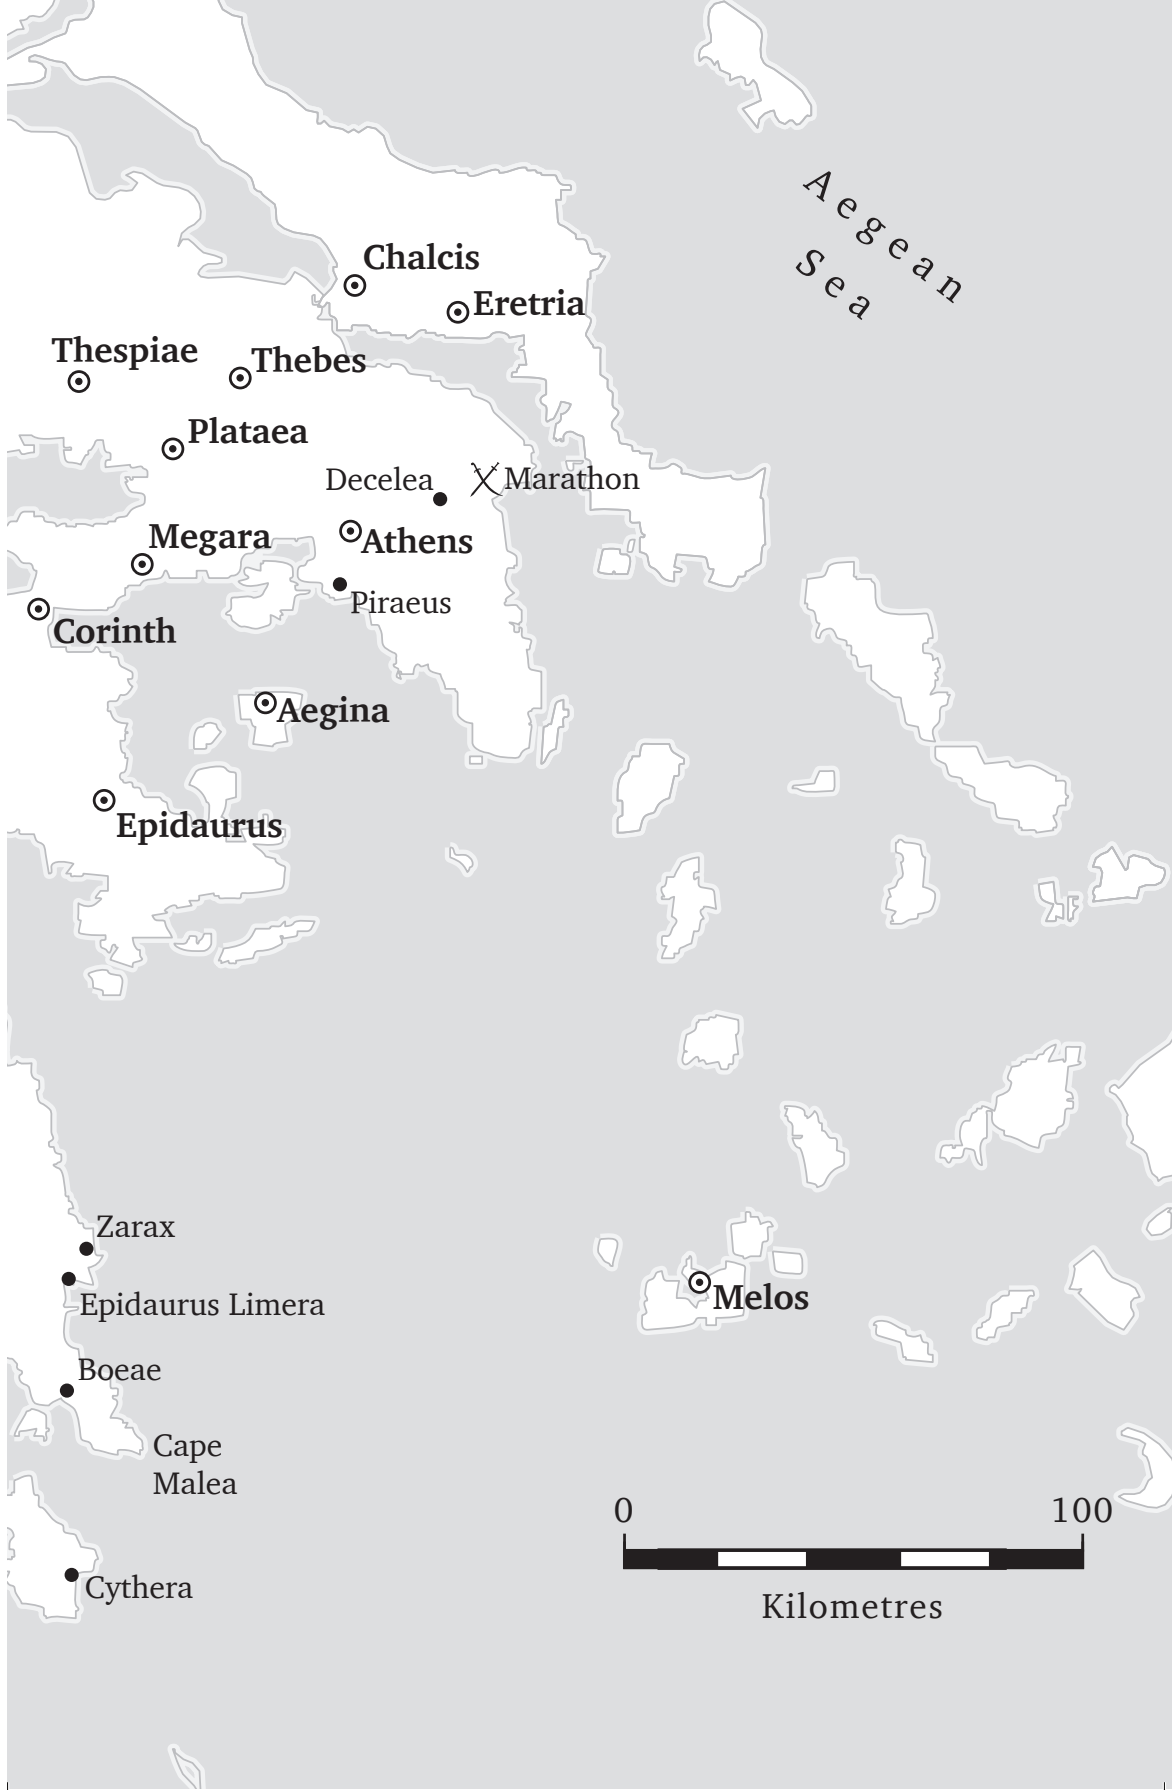 Aegean
Sea
Chalcis
Eretria
Thespiae
Thebes
Plataea
Decelea
Marathon
Megara
Athens
Piraeus
Corinth
Aegina
Epidaurus
Zarax
Epidaurus Limera
Melos
Boeae
Cape
Malea
0 100
Kilometres
Cythera